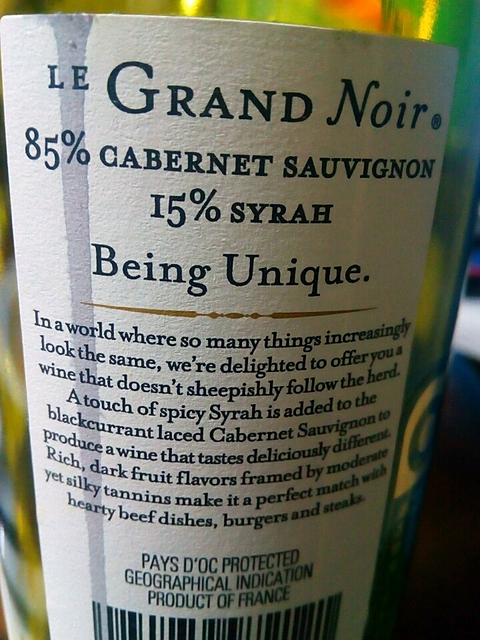 LE GRAND Noir®
85% CABERNET SAUVIGNON
15% SYRAH
Being Unique.
In a world where so many things increasingly
look the same, we're delighted to offer you a
wine that doesn't sheepishly follow the herd.
A touch of spicy Syrah is added to the
blackcurrant laced Cabernet Sauvignon to
produce a wine that tastes deliciously different.
Rich, dark fruit flavors framed by moderate
yet silky tannins make it a perfect match with
hearty beef dishes, burgers and steaks.
PAYS D'OC PROTECTED
GEOGRAPHICAL INDICATION
PRODUCT OF FRANCE